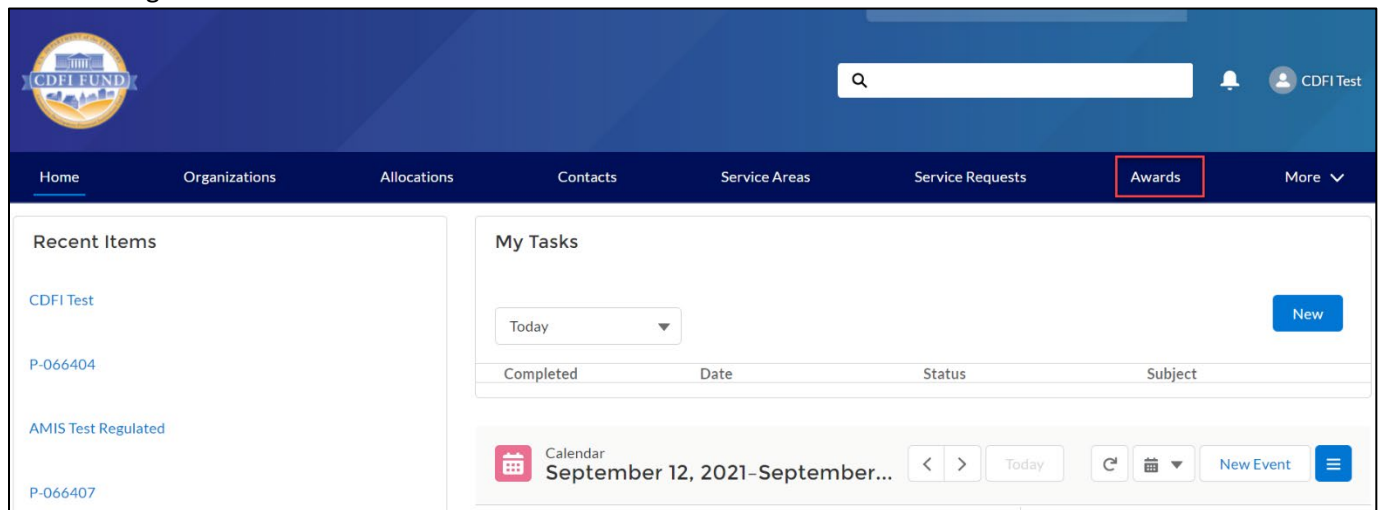 CDFI FUND
CDFI Test
Home Organizations Allocations Contacts Service Areas Service Requests Awards More
Recent Items
CDFI Test
P-066404
AMIS Test Regulated
P-066407
My Tasks
Today
New
Completed Date Status Subject
Calendar
September 12, 2021–September...
Today
New Event